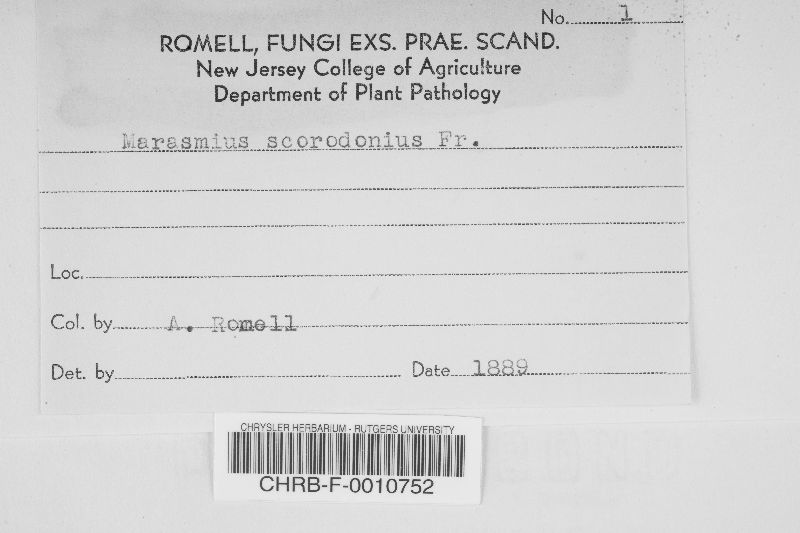 No. 1
ROMELL, FUNGI EXS. PRAE. SCAND.
New Jersey College of Agriculture
Department of Plant Pathology
Marasmius scorodonius Fr.
Loc.
Col. by A. Romell
Det. by Date 1889
CHRYSLER HERBARIUM - RUTGERS UNIVERSITY
CHRB-F-0010752